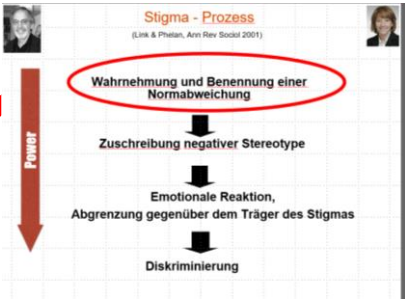 Stigma - Prozess
(Link & Phelan, Ann Rev Sociol 2001)
Wahrnehmung und Benennung einer
Normabweichung
Power
Zuschreibung negativer Stereotype
Emotionale Reaktion,
Abgrenzung gegenüber dem Träger des Stigmas
Diskriminierung